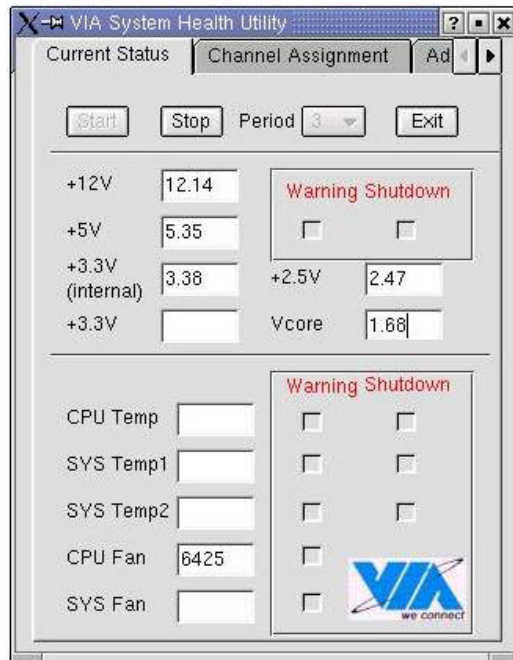 VIA System Health Utility
Current Status Channel Assignment Ad
Start Stop Period 3 Exit
+12V 12.14 Warning Shutdown
+5V 5.35
+3.3V (internal) 3.38 +2.5V 2.47
+3.3V Vcore 1.68
Warning Shutdown
CPU Temp
SYS Temp1
SYS Temp2
CPU Fan 6425
SYS Fan
VIA
we connect